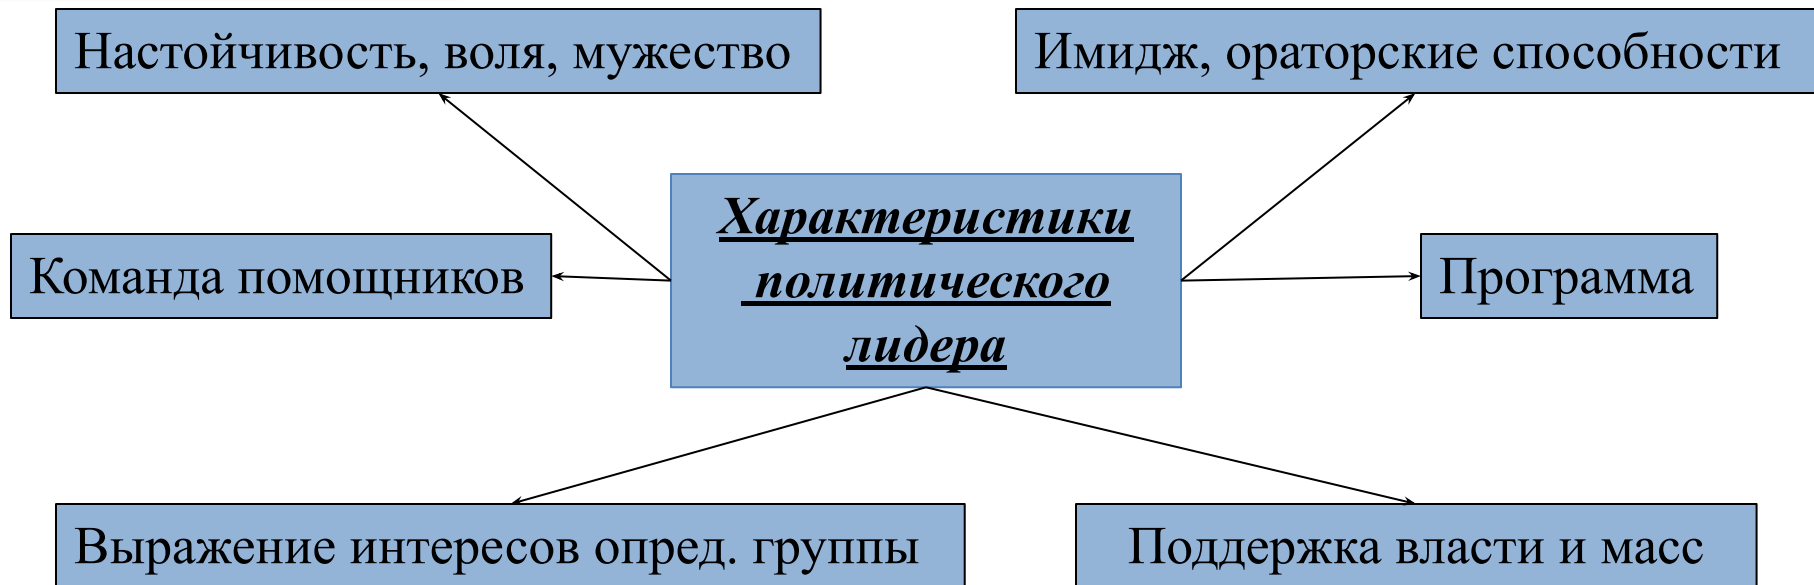 Настойчивость, воля, мужество
Имидж, ораторские способности
Характеристики
политического
лидера
Команда помощников
Программа
Выражение интересов опред. группы
Поддержка власти и масс